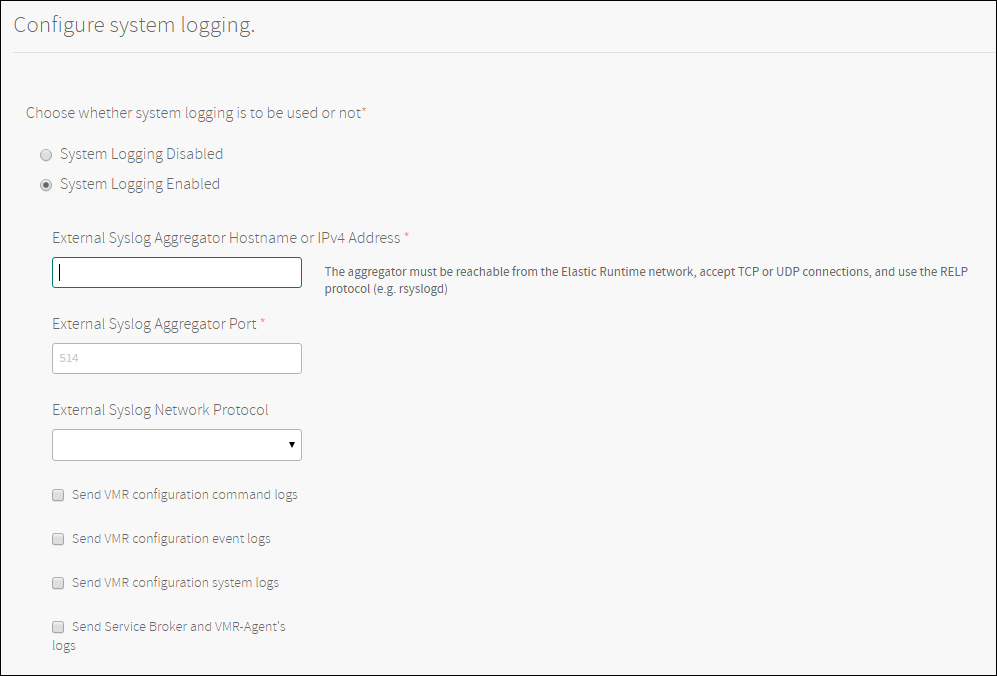 Configure system logging.
Choose whether system logging is to be used or not*
System Logging Disabled
System Logging Enabled
External Syslog Aggregator Hostname or IPv4 Address *
The aggregator must be reachable from the Elastic Runtime network, accept TCP or UDP connections, and use the RELP
protocol (e.g. rsyslogd)
External Syslog Aggregator Port *
514
External Syslog Network Protocol
Send VMR configuration command logs
Send VMR configuration event logs
Send VMR configuration system logs
Send Service Broker and VMR-Agent's
logs